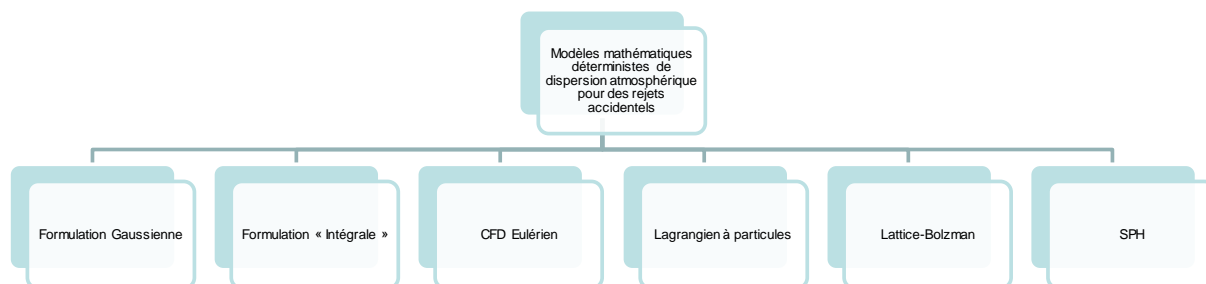 Modèles mathématiques
déterministes de
dispersion atmosphérique
pour des rejets
accidentels
Formulation Gaussienne
Formulation « Intégrale »
CFD Eulérien
Lagrangien à particules
Lattice-Bolzman
SPH